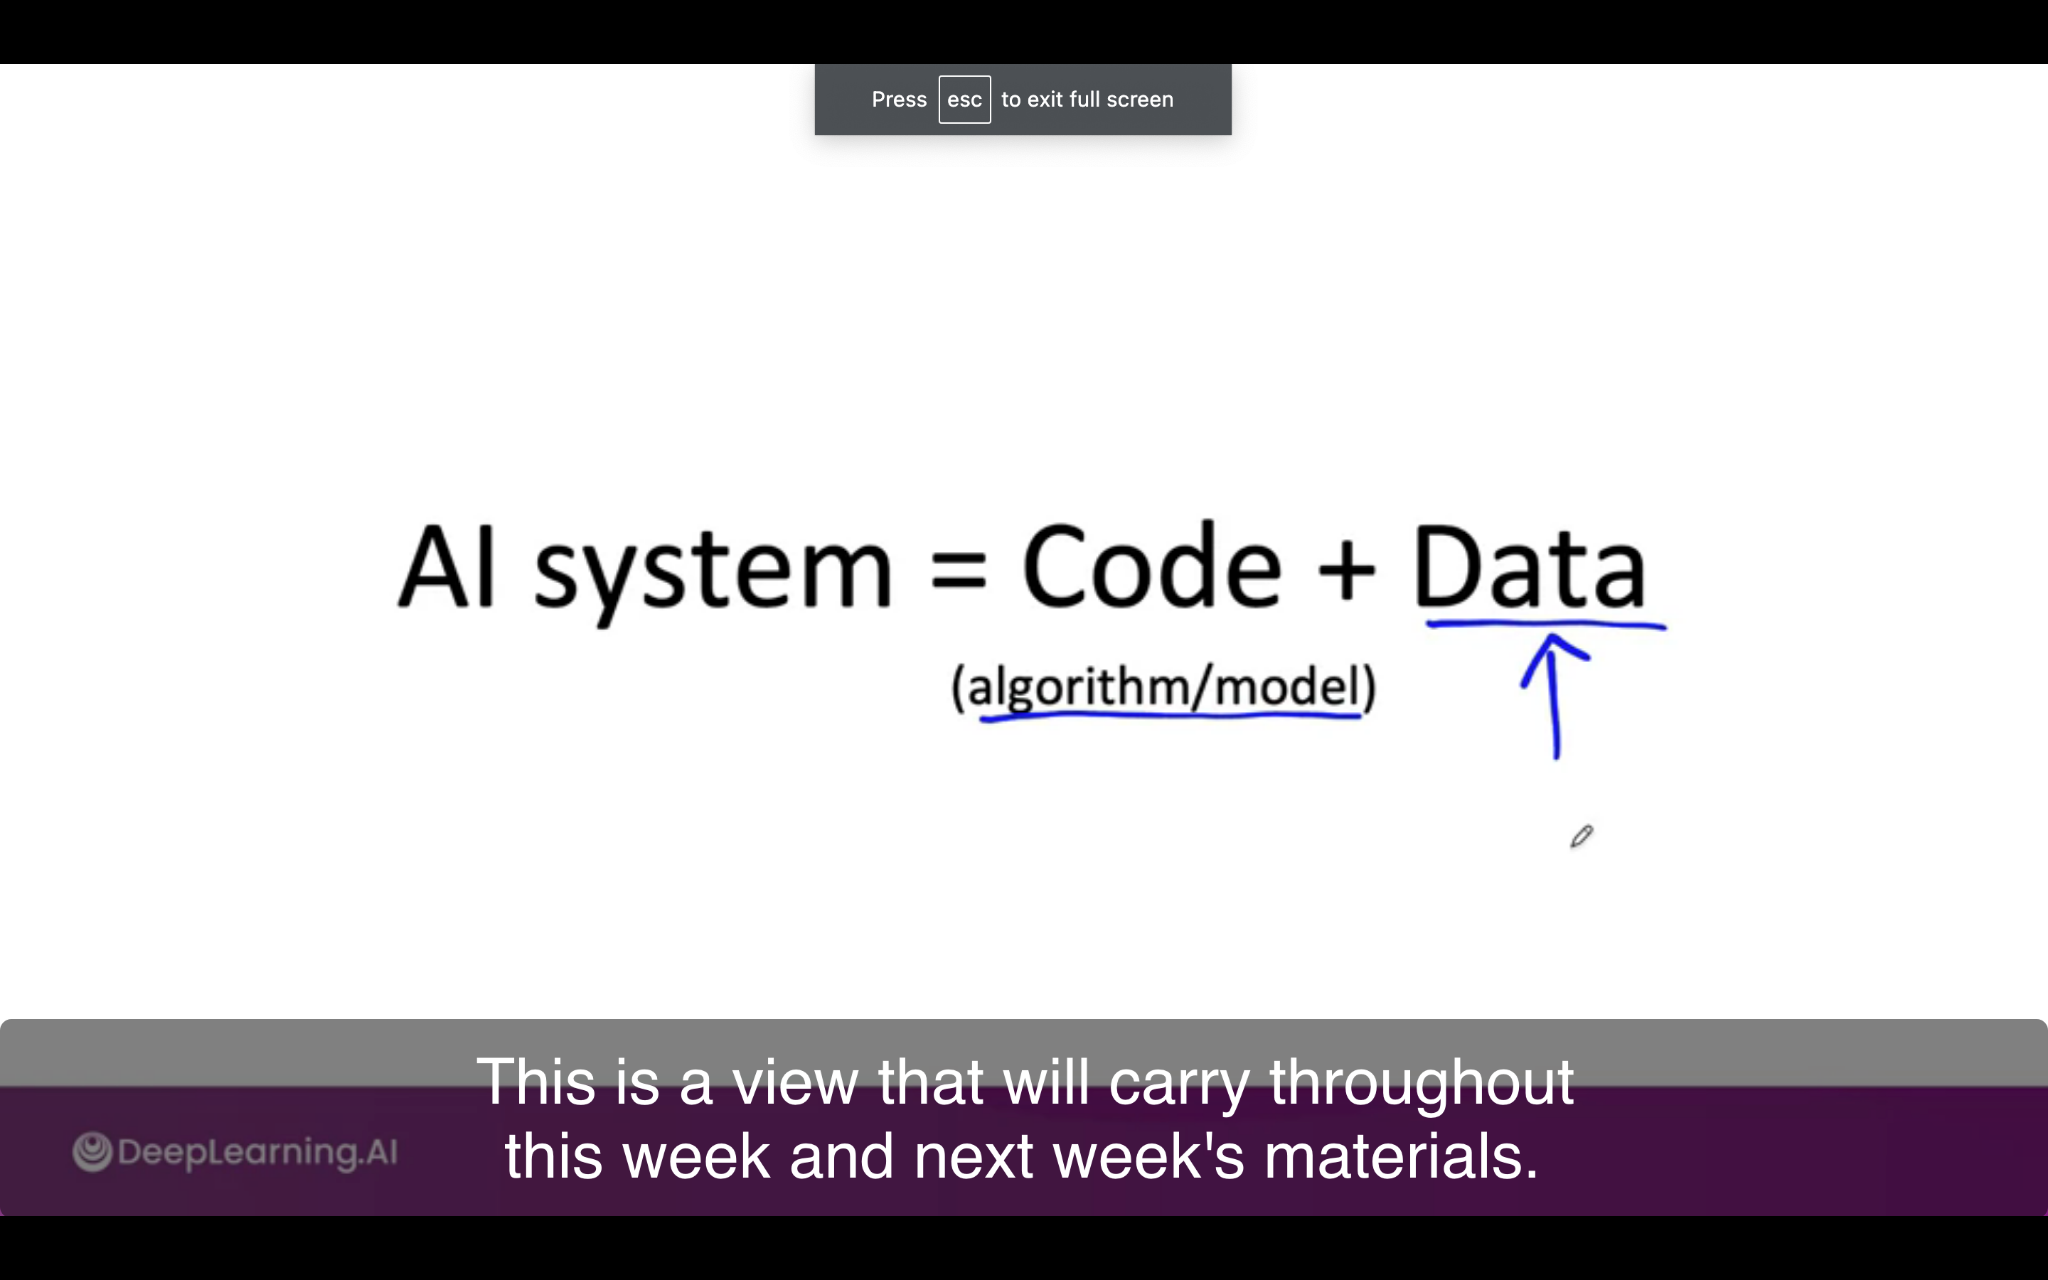 Press esc to exit full screen
AI system = Code + Data
(algorithm/model)
This is a view that will carry throughout
this week and next week's materials.
DeepLearning.AI